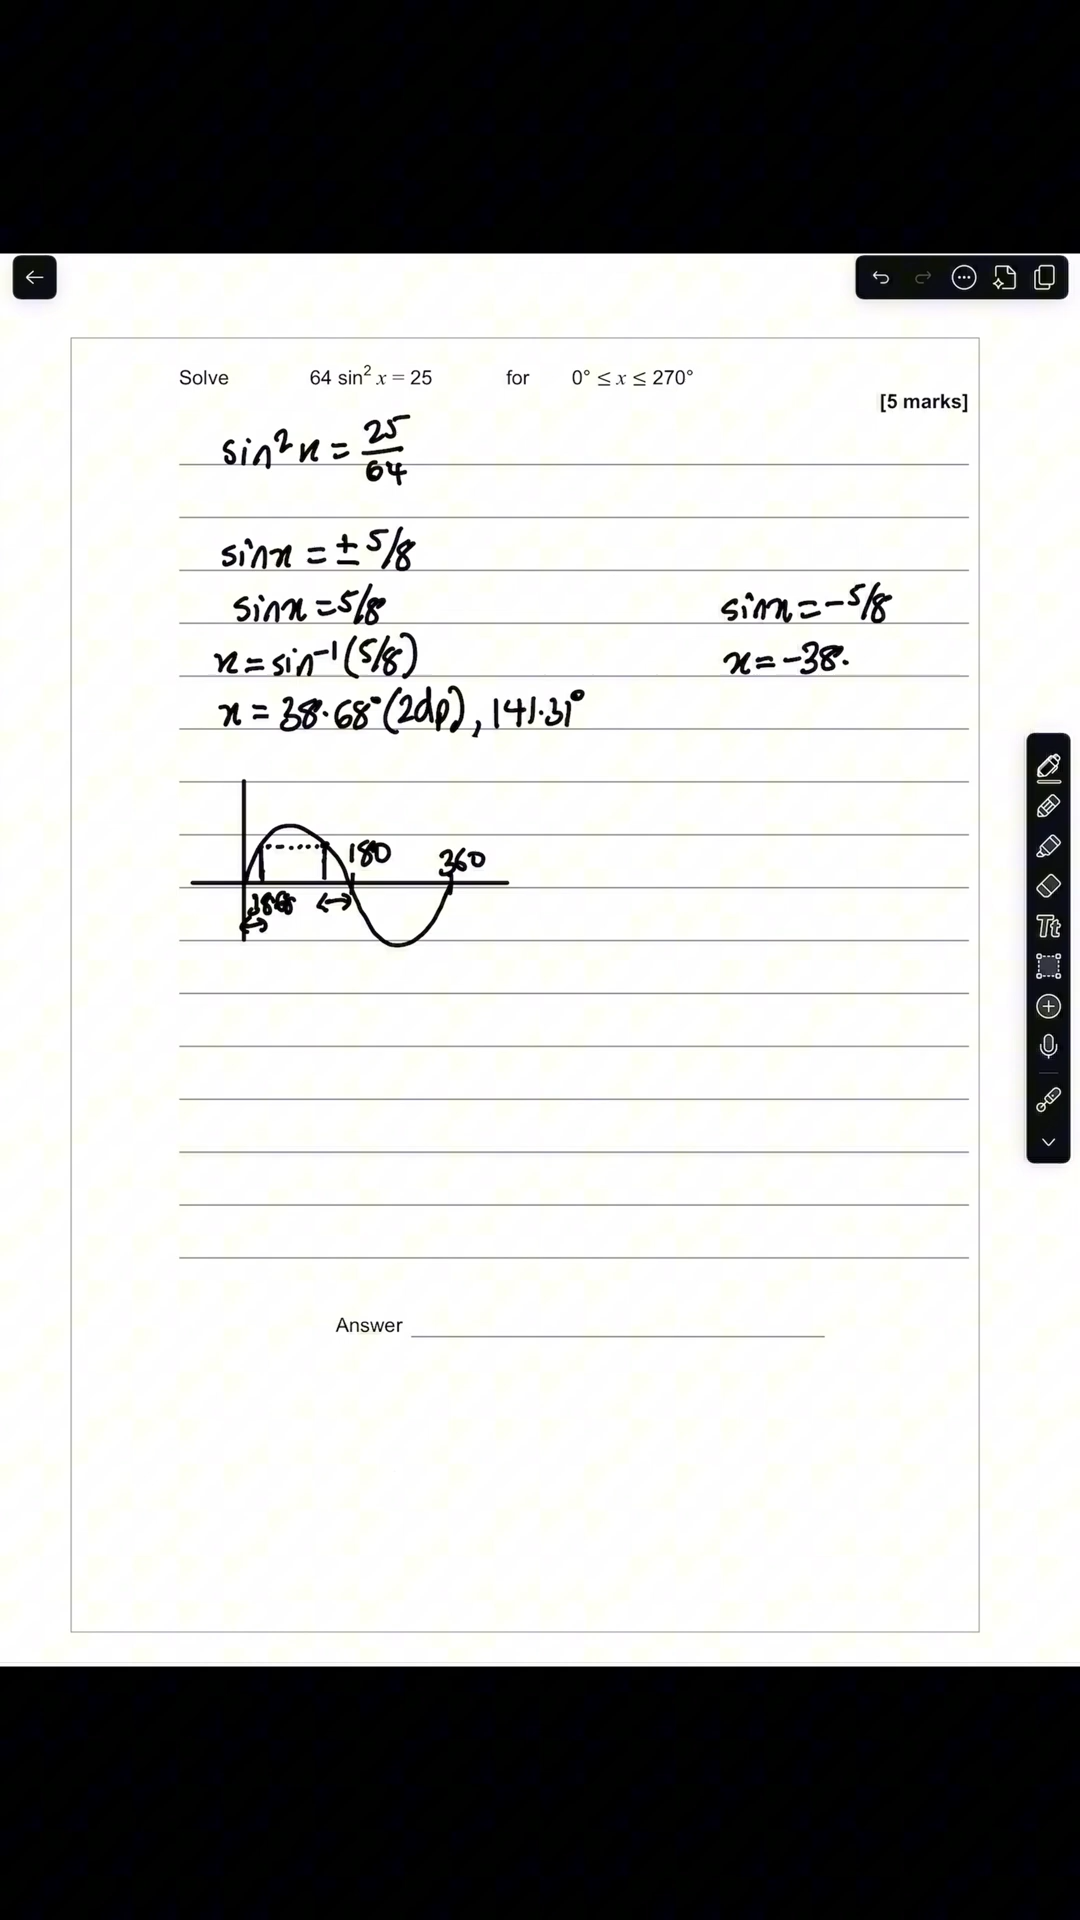 Solve 64 sin² x = 25 for 0° ≤ x ≤ 270°
[5 marks]
sin²x = 25/64
sinx = ± 5/8
sinx = 5/8 sinx = -5/8
x = sin⁻¹(5/8) x = -38.
x = 38.68° (2dp), 141.31°
180 360
Answer
Tt